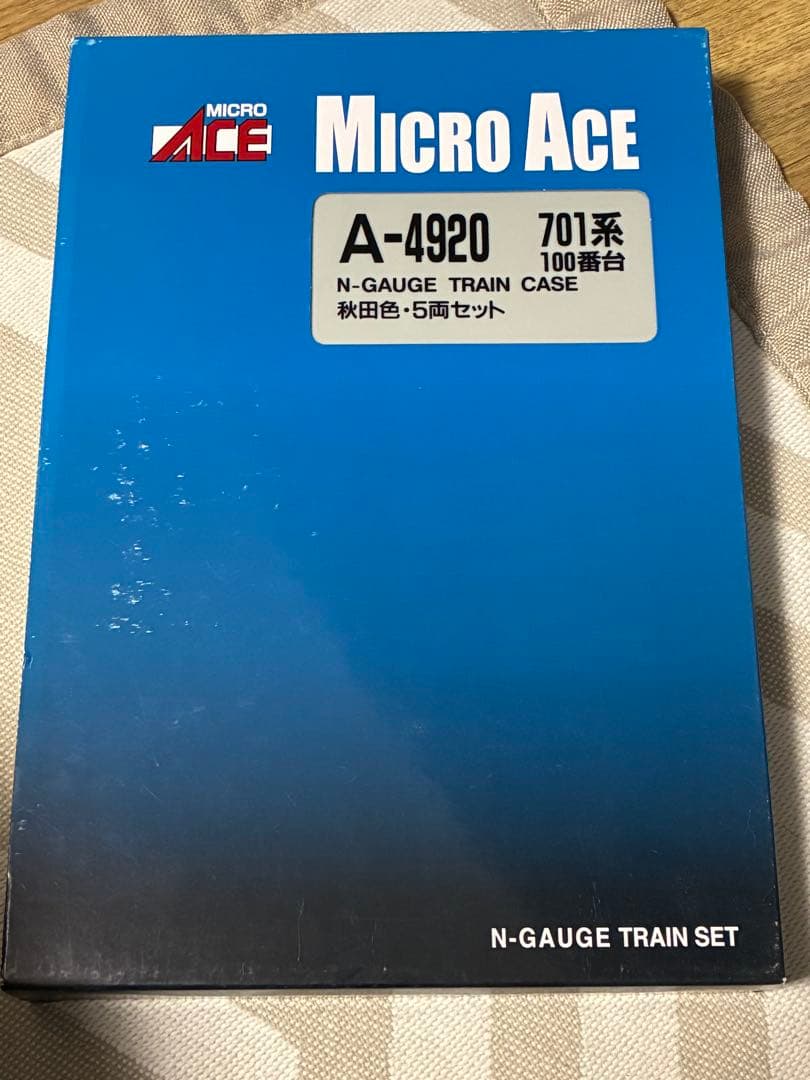 MICRO
ACE
MICRO ACE
A-4920 701系
100番台
N-GAUGE TRAIN CASE
秋田色・5両セット
N-GAUGE TRAIN SET